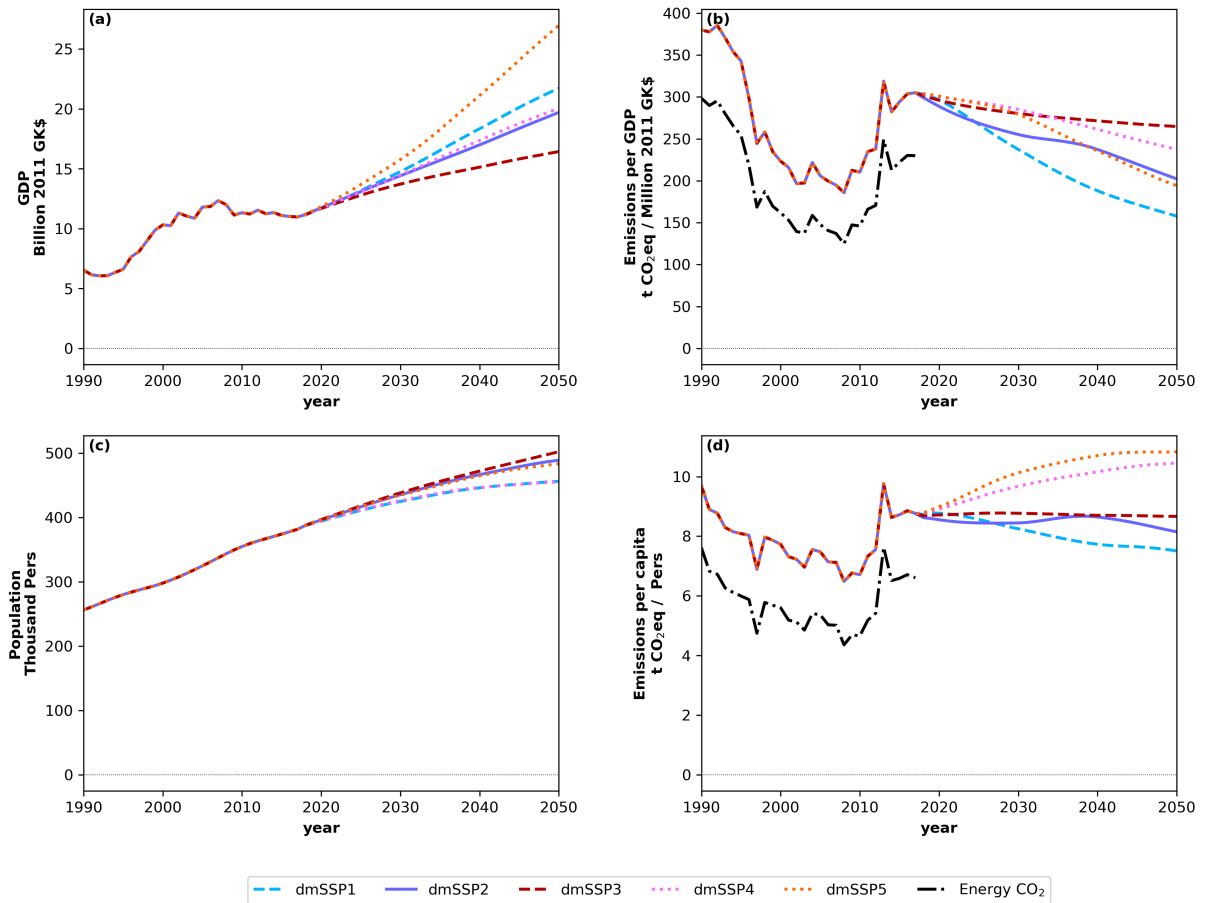 (a)
GDP
Billion 2011 GK$
25
20
15
10
5
0
1990 2000 2010 2020 2030 2040 2050
year
(b)
Emissions per GDP
t CO₂eq / Million 2011 GK$
400
350
300
250
200
150
100
50
0
1990 2000 2010 2020 2030 2040 2050
year
(c)
Population
Thousand Pers
500
400
300
200
100
0
1990 2000 2010 2020 2030 2040 2050
year
(d)
Emissions per capita
t CO₂eq / Pers
10
8
6
4
2
0
1990 2000 2010 2020 2030 2040 2050
year
dmSSP1 dmSSP2 dmSSP3 dmSSP4 dmSSP5 Energy CO₂